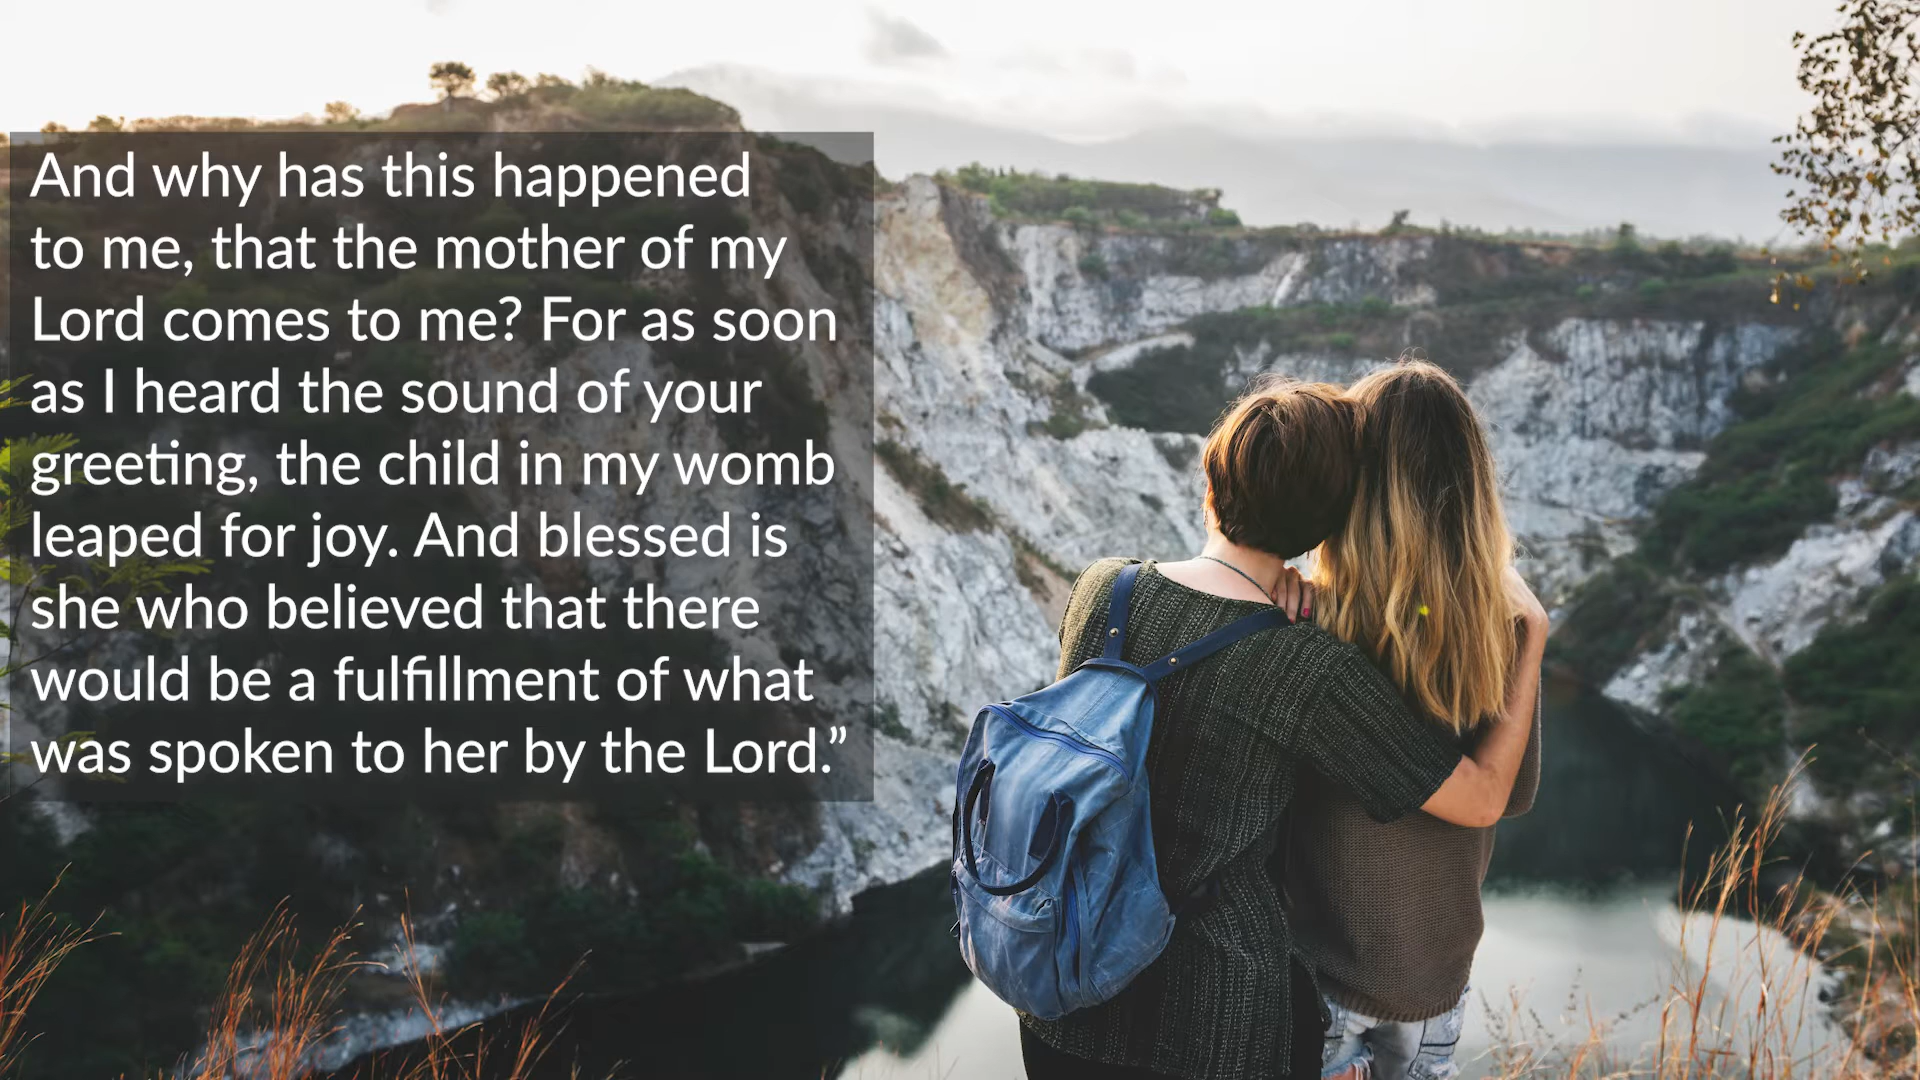 And why has this happened
to me, that the mother of my
Lord comes to me? For as soon
as I heard the sound of your
greeting, the child in my womb
leaped for joy. And blessed is
she who believed that there
would be a fulfillment of what
was spoken to her by the Lord.”